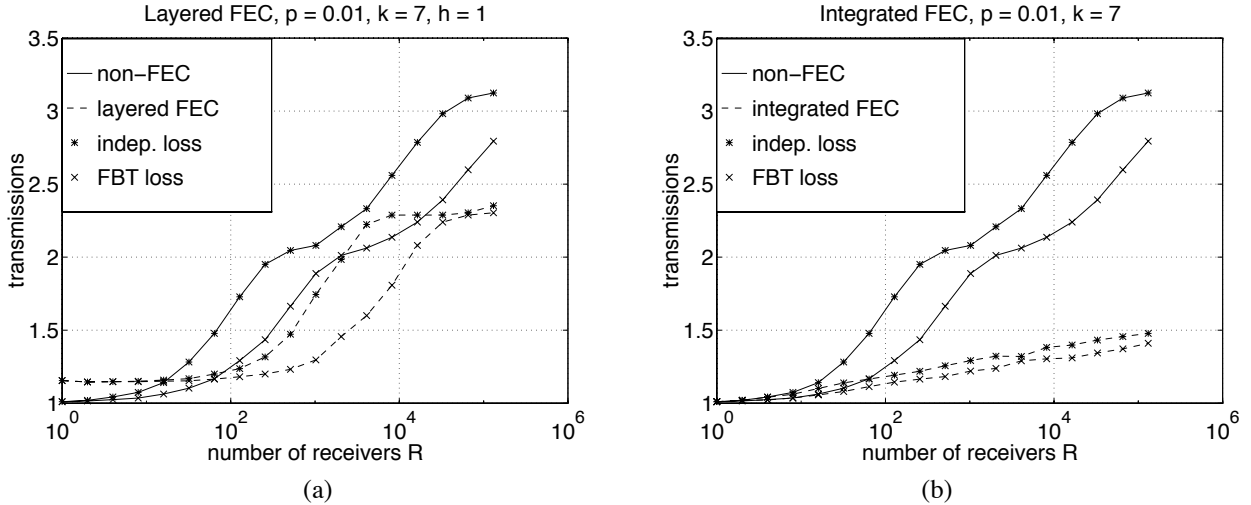 Layered FEC, p = 0.01, k = 7, h = 1
3.5
3
2.5
2
1.5
1
transmissions
non−FEC
layered FEC
indep. loss
FBT loss
10^0
10^2
10^4
10^6
number of receivers R
(a)
Integrated FEC, p = 0.01, k = 7
3.5
3
2.5
2
1.5
1
transmissions
non−FEC
integrated FEC
indep. loss
FBT loss
10^0
10^2
10^4
10^6
number of receivers R
(b)